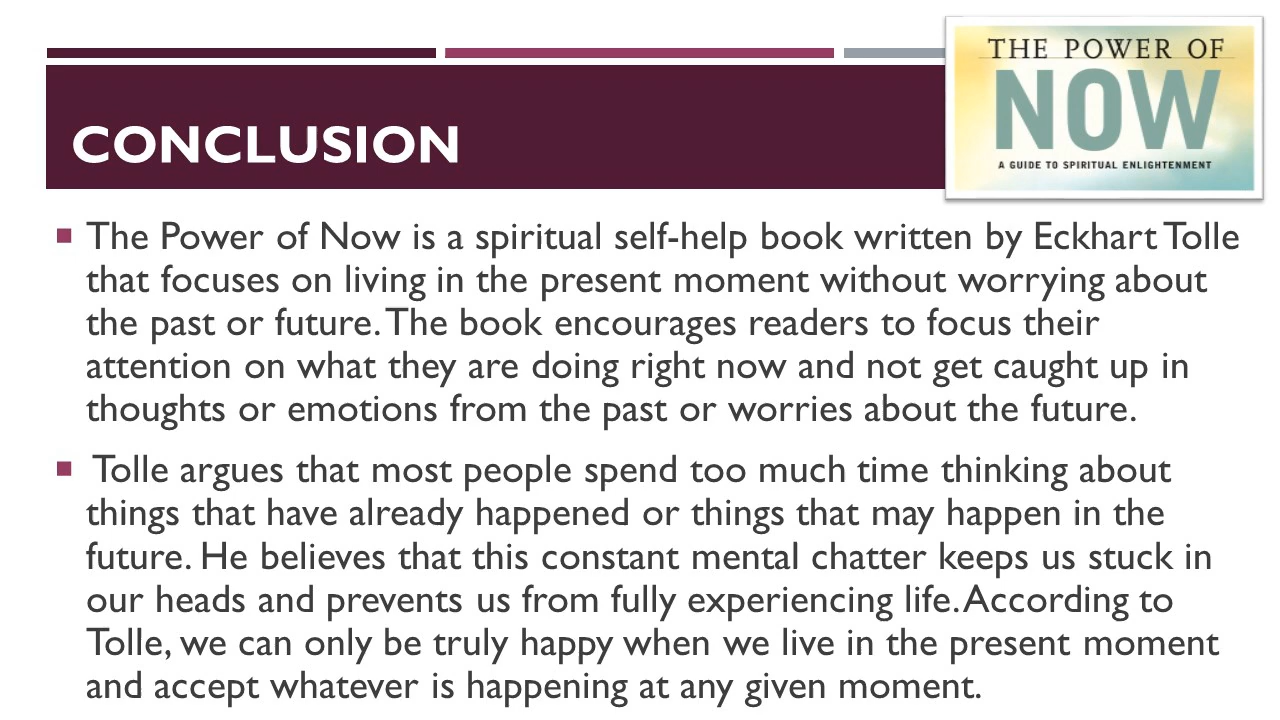 THE POWER OF
NOW
A GUIDE TO SPIRITUAL ENLIGHTENMENT
CONCLUSION
The Power of Now is a spiritual self-help book written by Eckhart Tolle
that focuses on living in the present moment without worrying about
the past or future. The book encourages readers to focus their
attention on what they are doing right now and not get caught up in
thoughts or emotions from the past or worries about the future.
Tolle argues that most people spend too much time thinking about
things that have already happened or things that may happen in the
future. He believes that this constant mental chatter keeps us stuck in
our heads and prevents us from fully experiencing life. According to
Tolle, we can only be truly happy when we live in the present moment
and accept whatever is happening at any given moment.